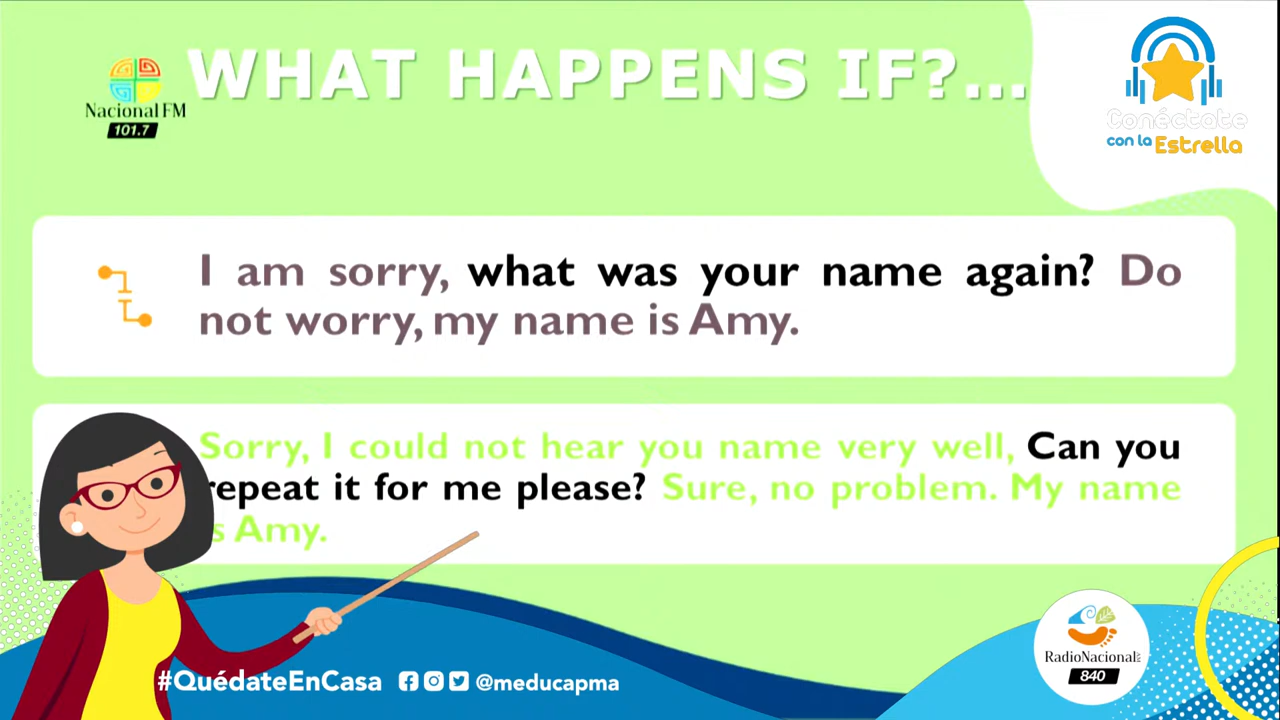 WHAT HAPPENS IF?...
Nacional FM
101.7
Conéctate
con la Estrella
I am sorry, what was your name again? Do
not worry, my name is Amy.
Sorry, I could not hear you name very well, Can you
repeat it for me please? Sure, no problem. My name
s Amy.
RadioNacional
840
#QuédateEnCasa @meducapma